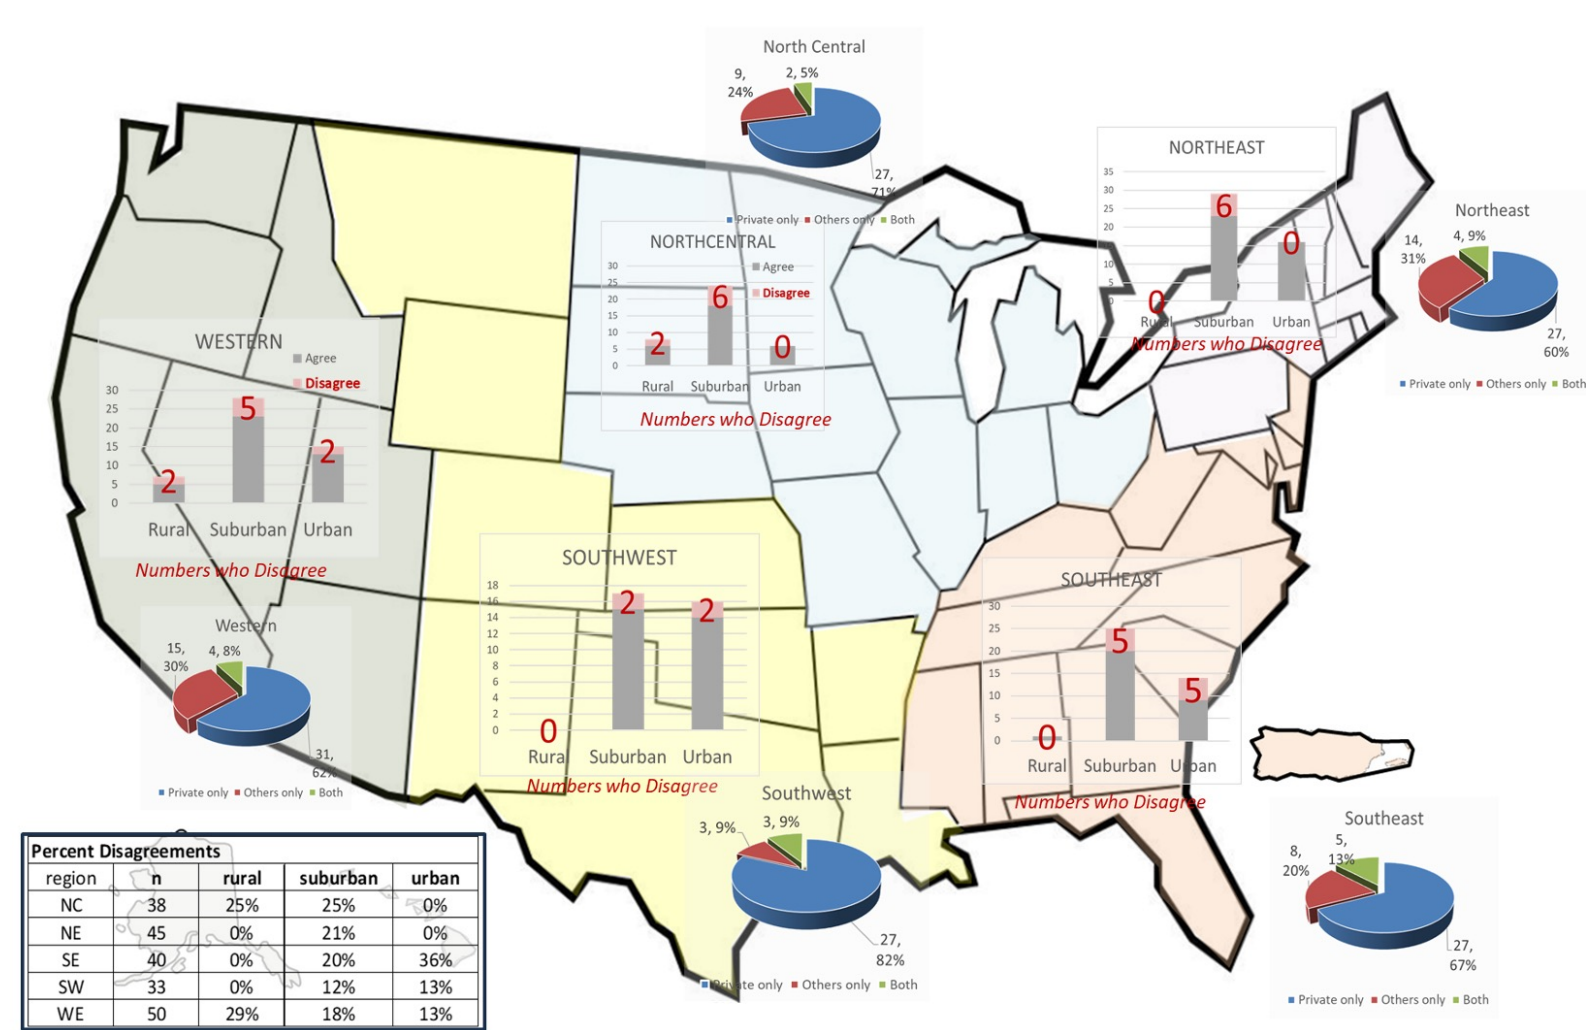 North Central
9,
24%
2, 5%
27,
71%
Private only Others only Both
NORTHCENTRAL
Agree
Disagree
30
25
20
15
10
5
0
2
6
0
Rural Suburban Urban
Numbers who Disagree
NORTHEAST
35
30
25
20
10
5
0
0
6
0
Rural Suburban Urban
Numbers who Disagree
Northeast
14,
31%
4, 9%
27,
60%
Private only Others only Both
WESTERN
Agree
Disagree
30
25
20
15
10
5
0
2
5
2
Rural Suburban Urban
Numbers who Disagree
Western
15,
30%
4, 8%
31,
62%
Private only Others only Both
SOUTHWEST
18
16
14
12
10
8
6
4
2
0
0
2
2
Rural Suburban Urban
Numbers who Disagree
Southwest
3, 9%
3, 9%
27,
82%
Private only Others only Both
SOUTHEAST
30
25
20
15
10
5
0
0
5
5
Rural Suburban Urban
Numbers who Disagree
Southeast
8,
20%
5,
13%
27,
67%
Private only Others only Both
Percent Disagreements
region n rural suburban urban
NC 38 25% 25% 0%
NE 45 0% 21% 0%
SE 40 0% 20% 36%
SW 33 0% 12% 13%
WE 50 29% 18% 13%